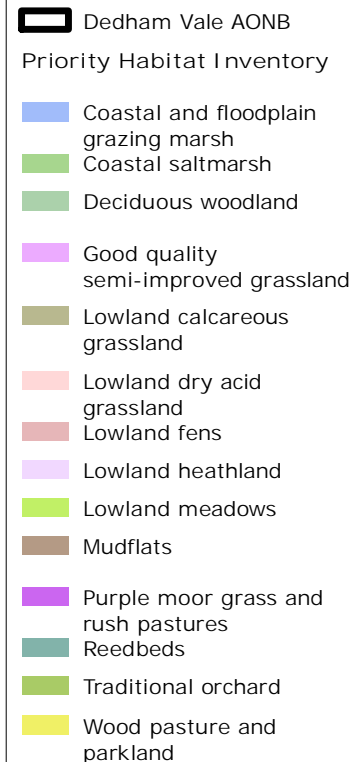 Dedham Vale AONB
Priority Habitat Inventory
Coastal and floodplain
grazing marsh
Coastal saltmarsh
Deciduous woodland
Good quality
semi-improved grassland
Lowland calcareous
grassland
Lowland dry acid
grassland
Lowland fens
Lowland heathland
Lowland meadows
Mudflats
Purple moor grass and
rush pastures
Reedbeds
Traditional orchard
Wood pasture and
parkland